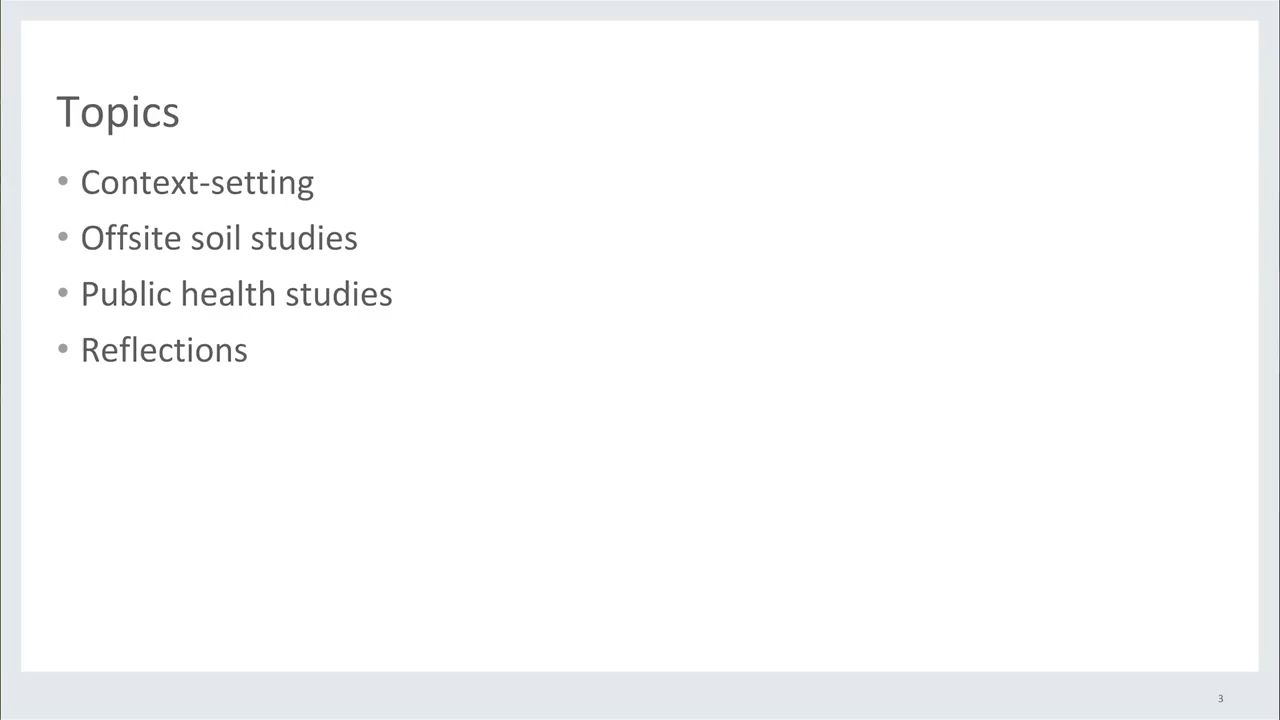 Topics
• Context-setting
• Offsite soil studies
• Public health studies
• Reflections
3